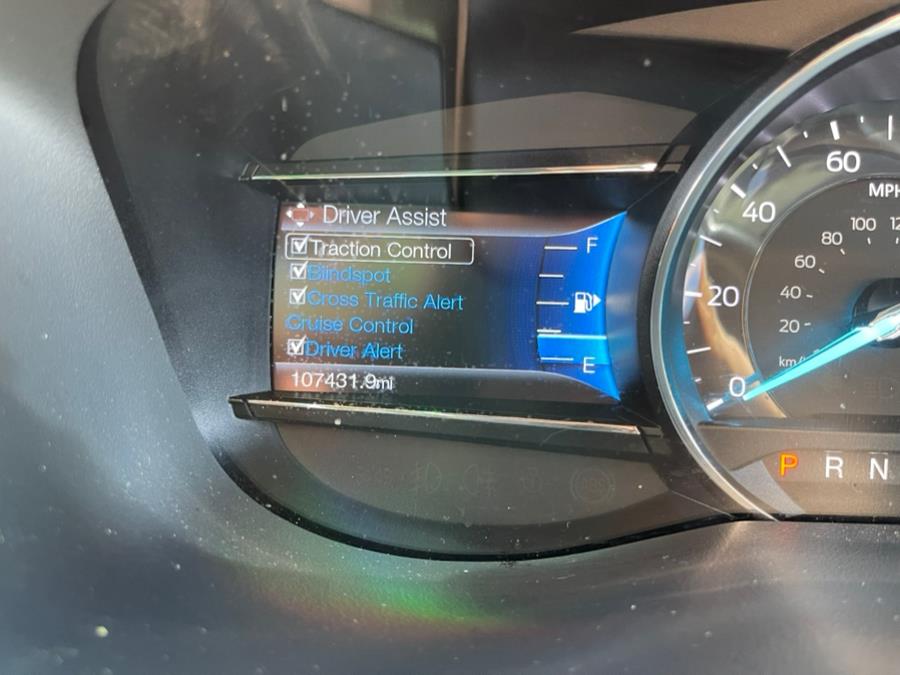 Driver Assist
Traction Control
Blindspot
Cross Traffic Alert
Cruise Control
Driver Alert
107431.9mi
F
E
0
20
40
60
MPH
20
40
60
80
100
km/
P R N